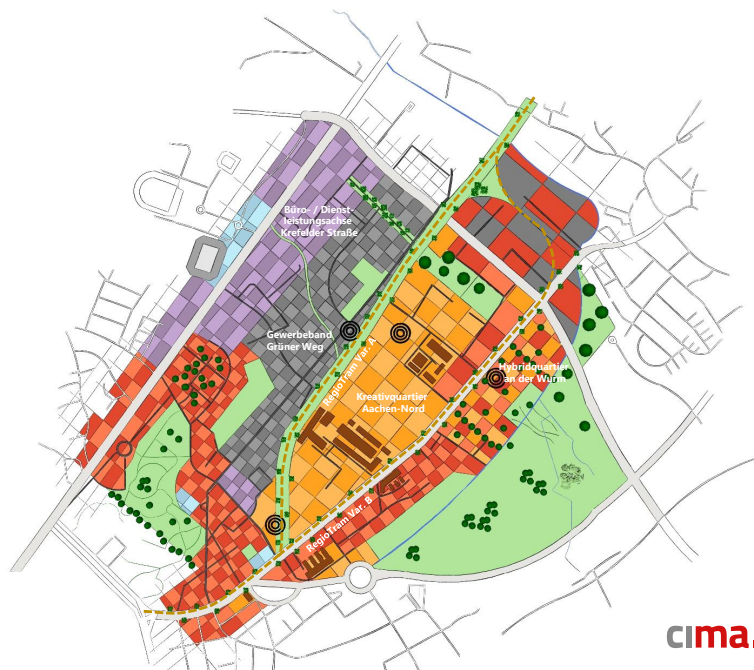 Büro- / Dienst-
leistungsachse
Krefelder Straße
Gewerbeband
Grüner Weg
RegioTram Var. A
Hybridquartier
an der Wurm
Kreativquartier
Aachen-Nord
RegioTram Var. B
cima.